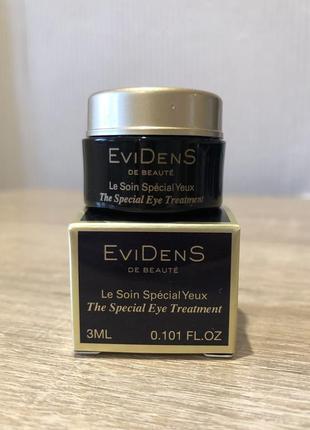 EVIDENS
DE BEAUTÉ
Le Soin Spécial Yeux
The Special Eye Treatment
EVIDENS
DE BEAUTÉ
Le Soin Spécial Yeux
The Special Eye Treatment
3ML 0.101 FL.OZ